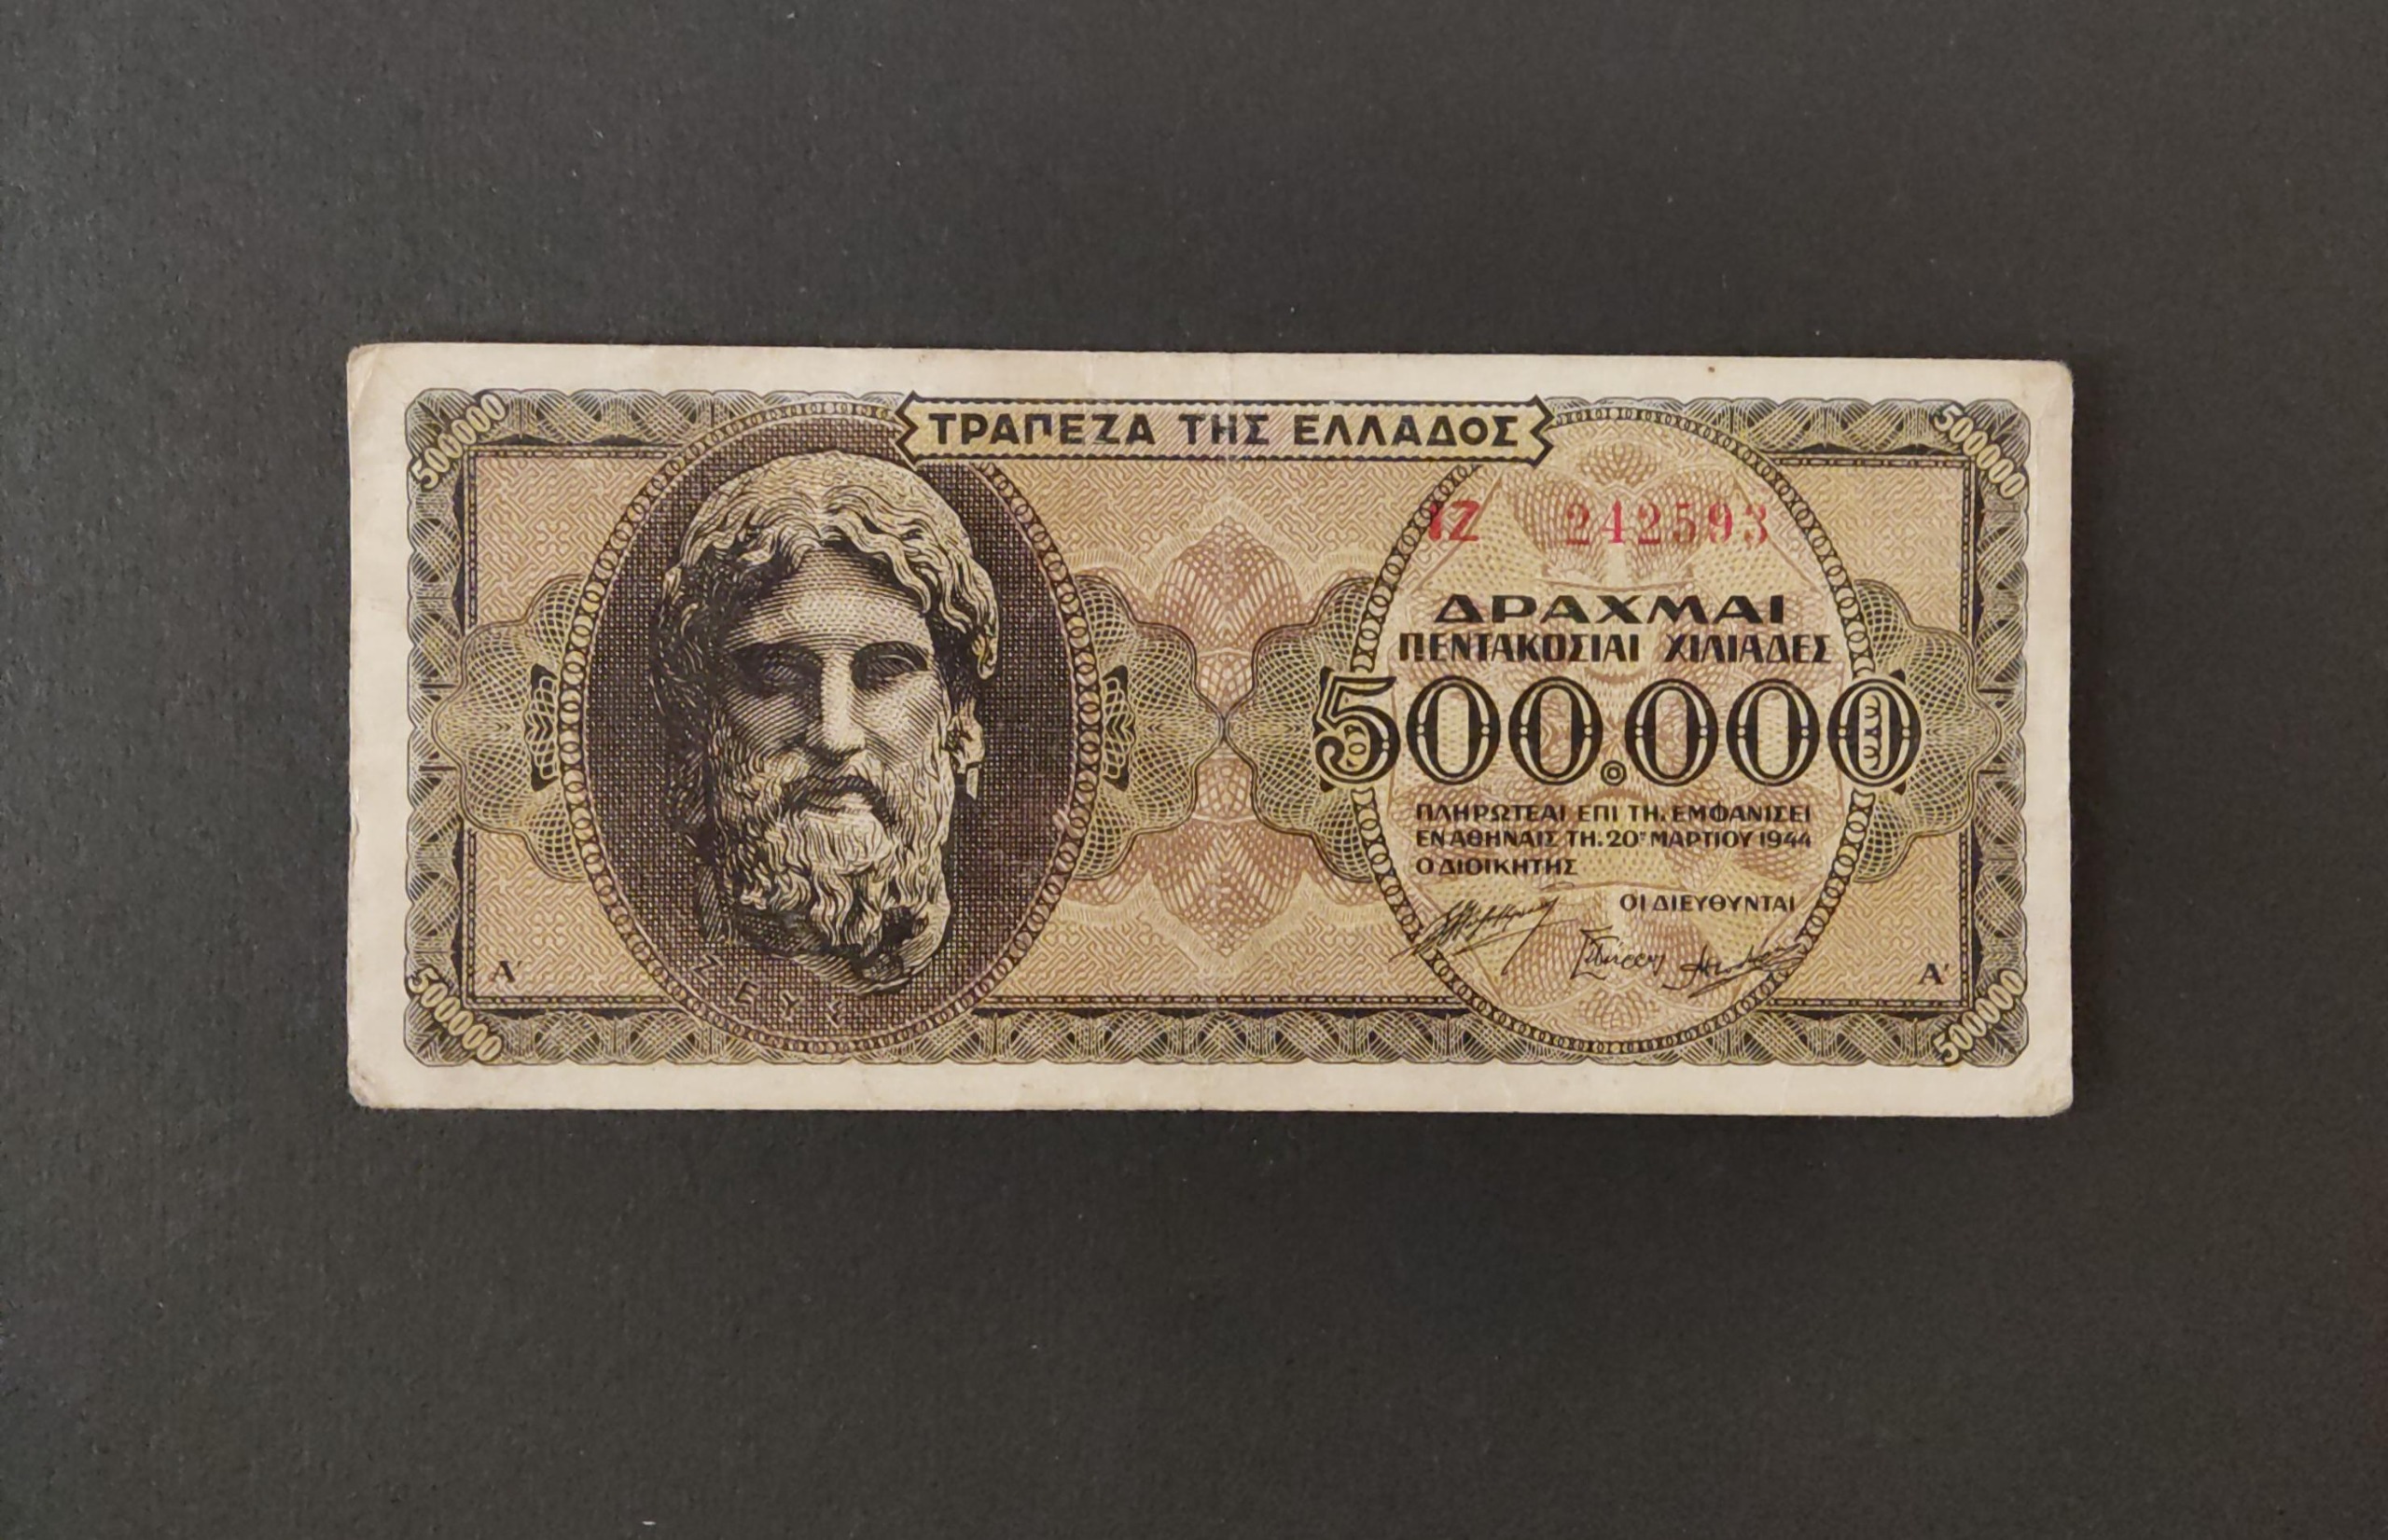 500000
ΤΡΑΠΕΖΑ ΤΗΣ ΕΛΛΑΔΟΣ
500000
ΙΖ 242593
ΔΡΑΧΜΑΙ
ΠΕΝΤΑΚΟΣΙΑΙ ΧΙΛΙΑΔΕΣ
500.000
ΠΛΗΡΩΤΕΑΙ ΕΠΙ ΤΗ. ΕΜΦΑΝΙΣΕΙ
ΕΝ ΑΘΗΝΑΙΣ ΤΗ. 20ῃ ΜΑΡΤΙΟΥ 1944
Ο ΔΙΟΙΚΗΤΗΣ
ΟΙ ΔΙΕΥΘΥΝΤΑΙ
Α'
ΖΕΥΣ
Α'
500000
500000